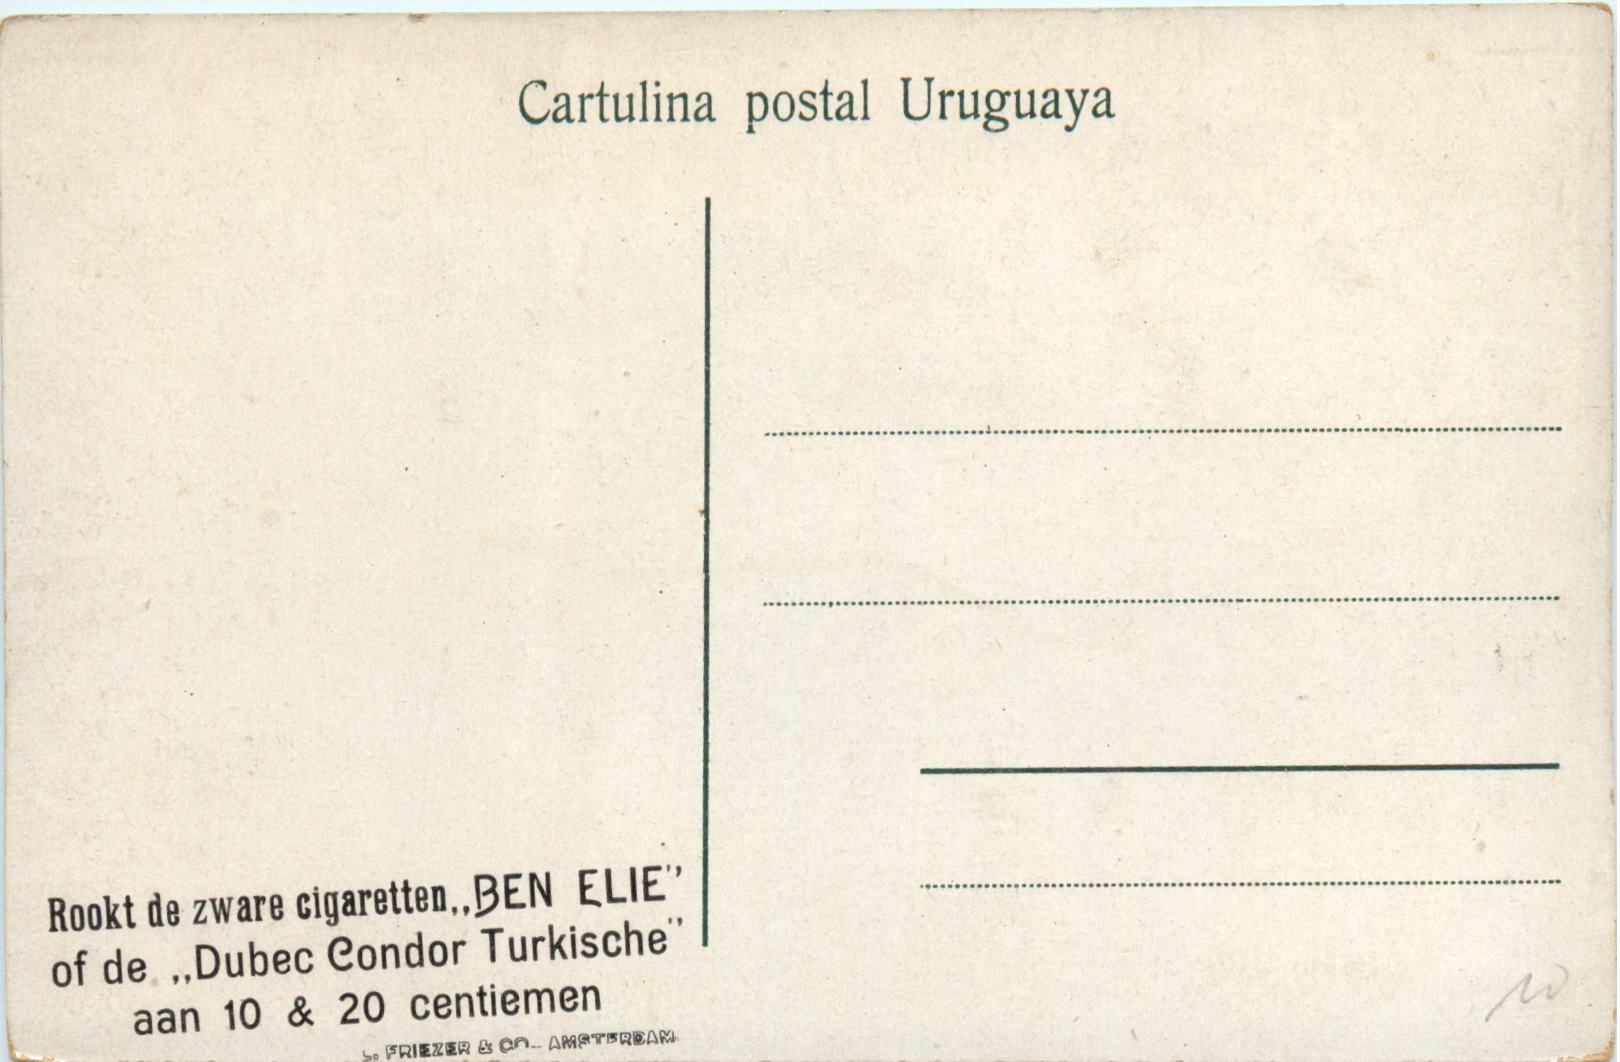 Cartulina postal Uruguaya
Rookt de zware cigaretten „BEN ELIE”
of de „Dubec Condor Turkische”
aan 10 & 20 centiemen
FRIEZER & CO. AMSTERDAM.